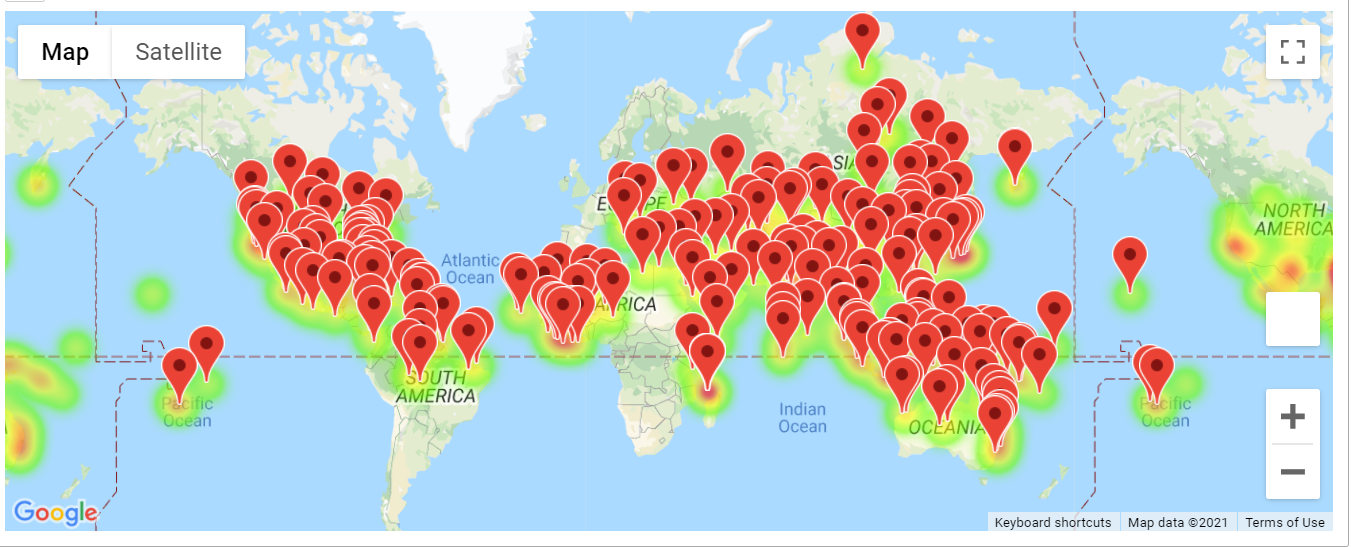 Map
Satellite
SIA
EUROPE
NORTH
AMERICA
Atlantic
Ocean
AFRICA
SOUTH
AMERICA
Pacific
Ocean
Indian
Ocean
OCEANIA
Pacific
Ocean
Google
Keyboard shortcuts
Map data ©2021
Terms of Use